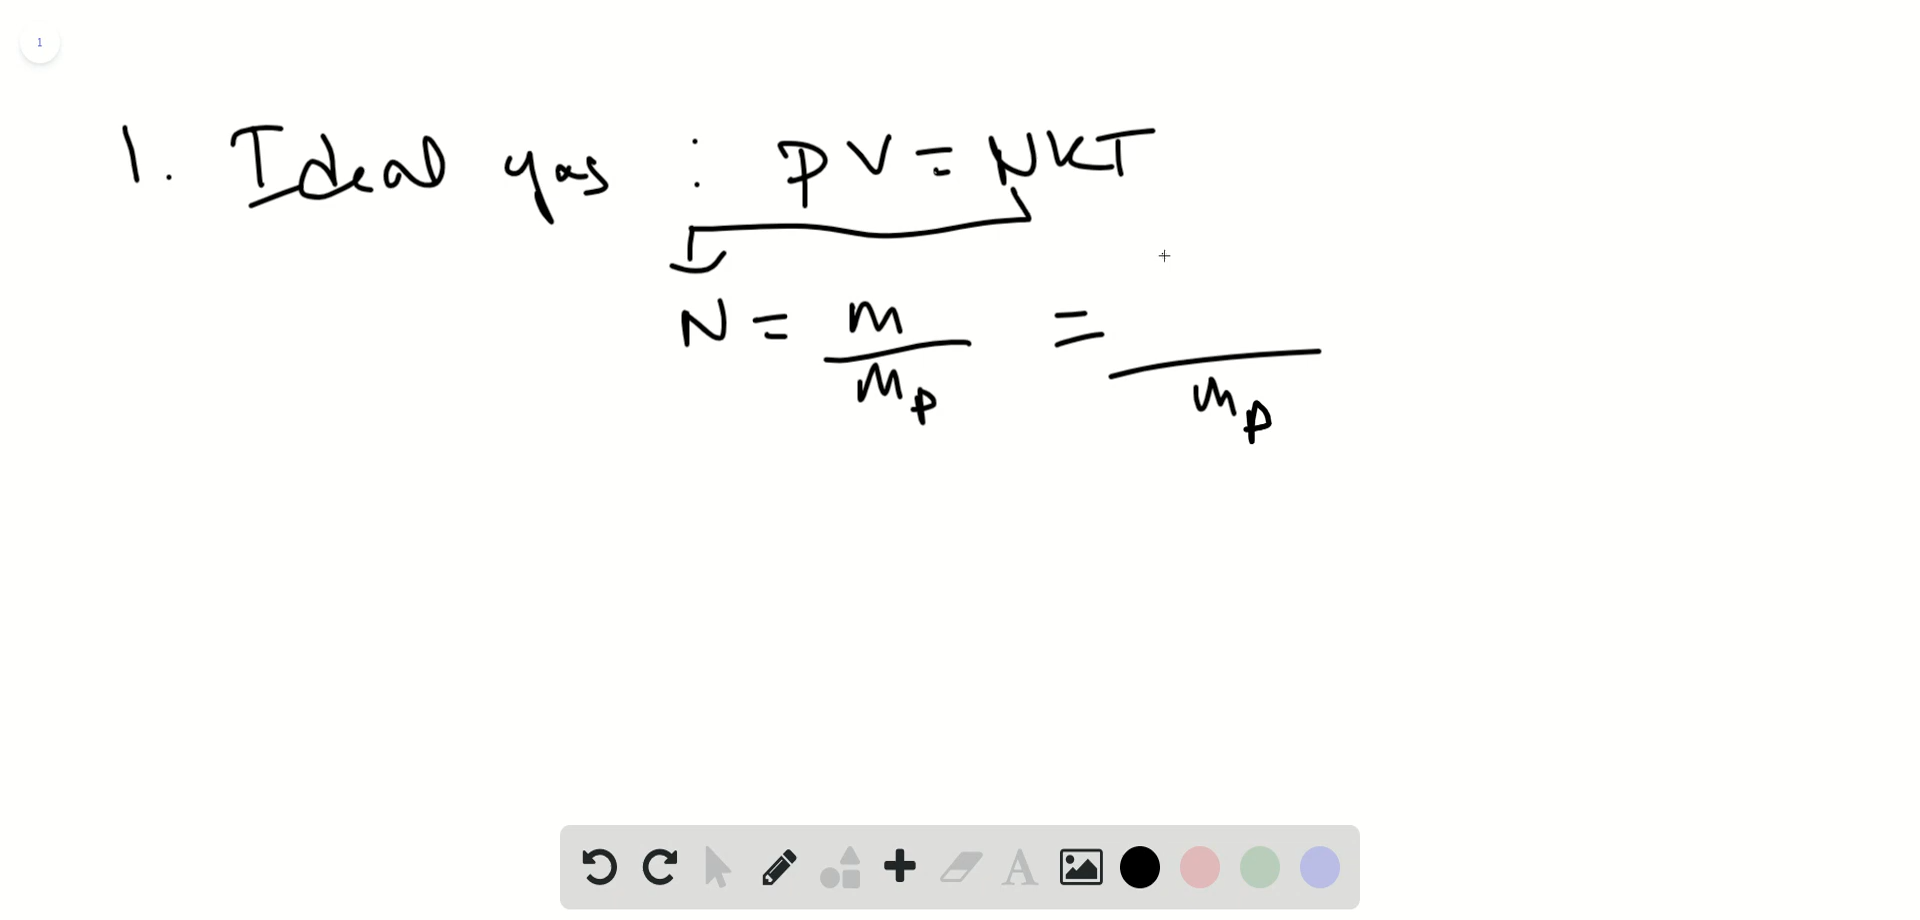 1
1. Ideal gas : PV = NKT
N = m / mp = / mp
A